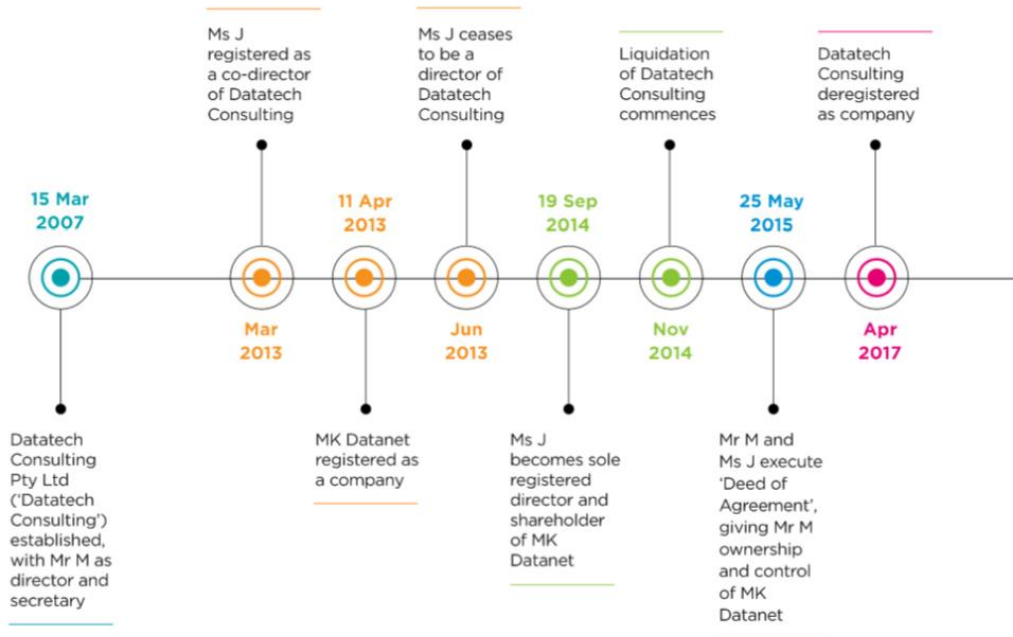 Ms J
registered as
a co-director
of Datatech
Consulting
Ms J ceases
to be a
director of
Datatech
Consulting
Liquidation
of Datatech
Consulting
commences
Datatech
Consulting
deregistered
as company
15 Mar
2007
11 Apr
2013
19 Sep
2014
25 May
2015
Mar
2013
Jun
2013
Nov
2014
Apr
2017
Datatech
Consulting
Pty Ltd
(‘Datatech
Consulting’)
established,
with Mr M as
director and
secretary
MK Datanet
registered as
a company
Ms J
becomes sole
registered
director and
shareholder
of MK
Datanet
Mr M and
Ms J execute
‘Deed of
Agreement’,
giving Mr M
ownership
and control
of MK
Datanet